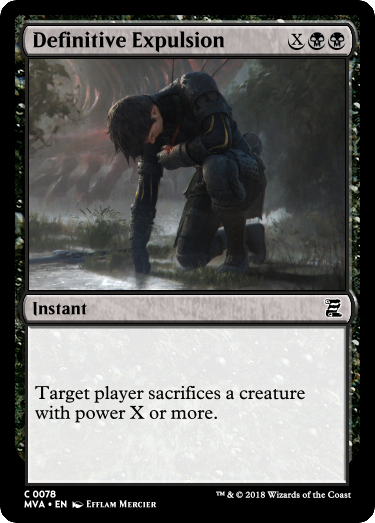 Definitive Expulsion X
Instant
Target player sacrifices a creature
with power X or more.
C 0078
MVA • EN Efflam Mercier
™ & © 2018 Wizards of the Coast